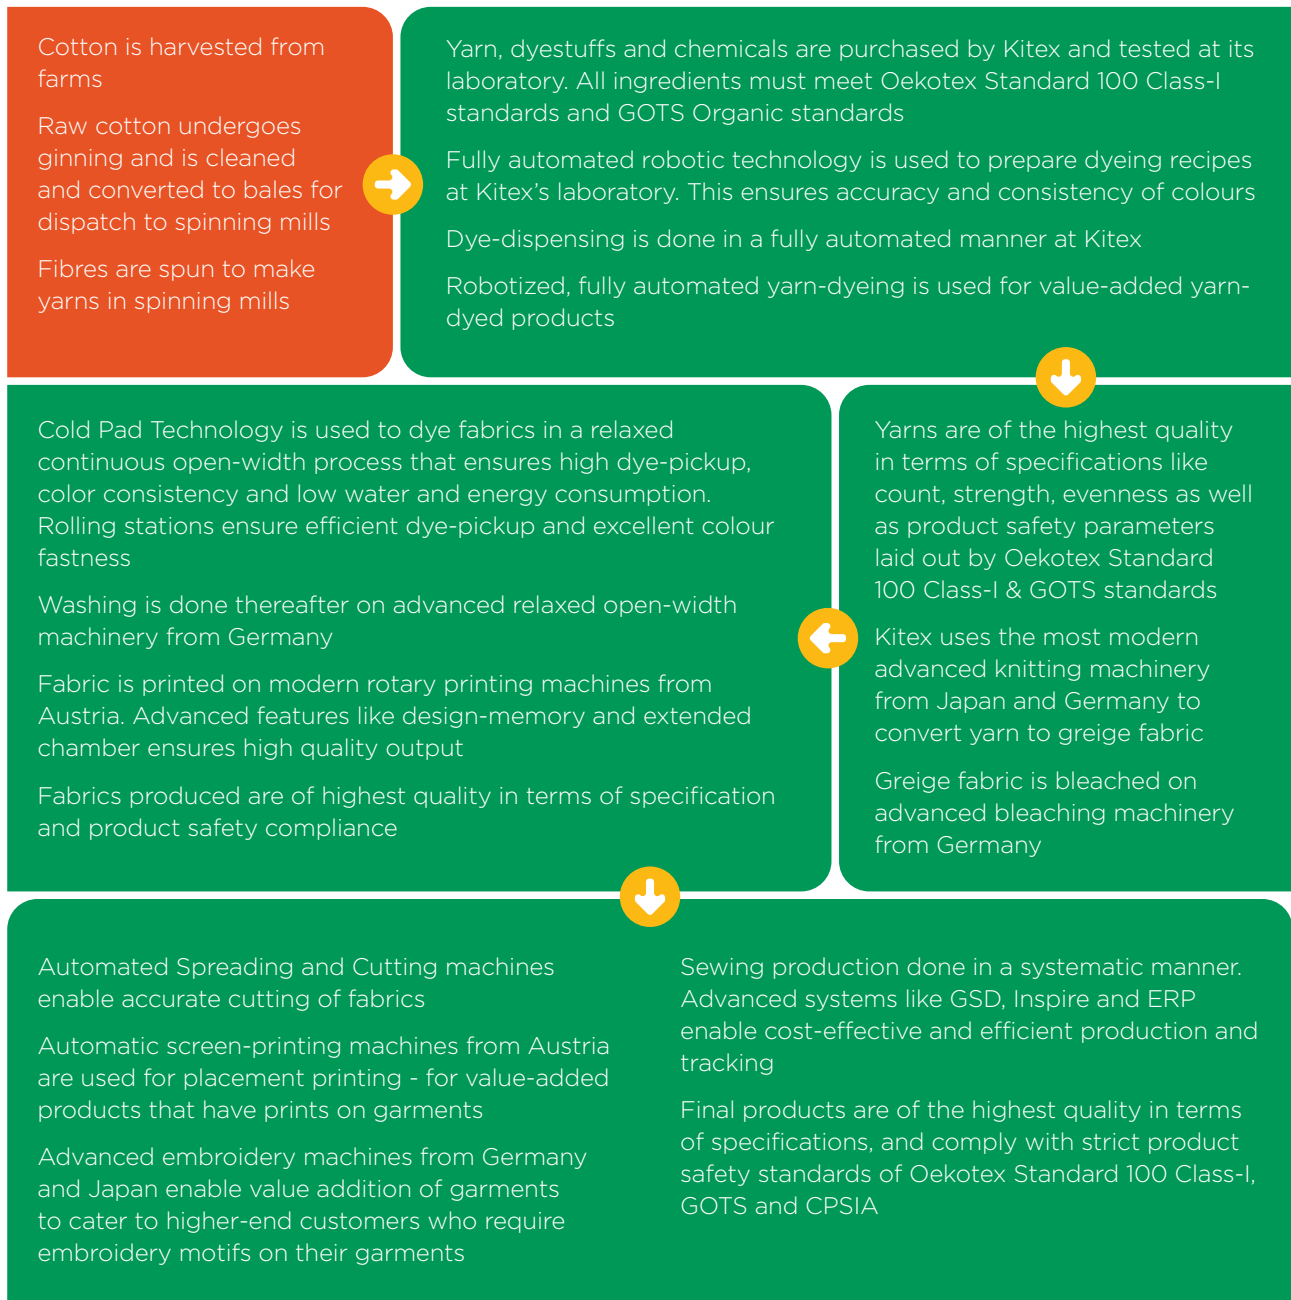 Cotton is harvested from
farms
Raw cotton undergoes
ginning and is cleaned
and converted to bales for
dispatch to spinning mills
Fibres are spun to make
yarns in spinning mills
Yarn, dyestuffs and chemicals are purchased by Kitex and tested at its
laboratory. All ingredients must meet Oekotex Standard 100 Class-I
standards and GOTS Organic standards
Fully automated robotic technology is used to prepare dyeing recipes
at Kitex's laboratory. This ensures accuracy and consistency of colours
Dye-dispensing is done in a fully automated manner at Kitex
Robotized, fully automated yarn-dyeing is used for value-added yarn-
dyed products
Yarns are of the highest quality
in terms of specifications like
count, strength, evenness as well
as product safety parameters
laid out by Oekotex Standard
100 Class-I & GOTS standards
Kitex uses the most modern
advanced knitting machinery
from Japan and Germany to
convert yarn to greige fabric
Greige fabric is bleached on
advanced bleaching machinery
from Germany
Cold Pad Technology is used to dye fabrics in a relaxed
continuous open-width process that ensures high dye-pickup,
color consistency and low water and energy consumption.
Rolling stations ensure efficient dye-pickup and excellent colour
fastness
Washing is done thereafter on advanced relaxed open-width
machinery from Germany
Fabric is printed on modern rotary printing machines from
Austria. Advanced features like design-memory and extended
chamber ensures high quality output
Fabrics produced are of highest quality in terms of specification
and product safety compliance
Automated Spreading and Cutting machines
enable accurate cutting of fabrics
Automatic screen-printing machines from Austria
are used for placement printing - for value-added
products that have prints on garments
Advanced embroidery machines from Germany
and Japan enable value addition of garments
to cater to higher-end customers who require
embroidery motifs on their garments
Sewing production done in a systematic manner.
Advanced systems like GSD, Inspire and ERP
enable cost-effective and efficient production and
tracking
Final products are of the highest quality in terms
of specifications, and comply with strict product
safety standards of Oekotex Standard 100 Class-I,
GOTS and CPSIA